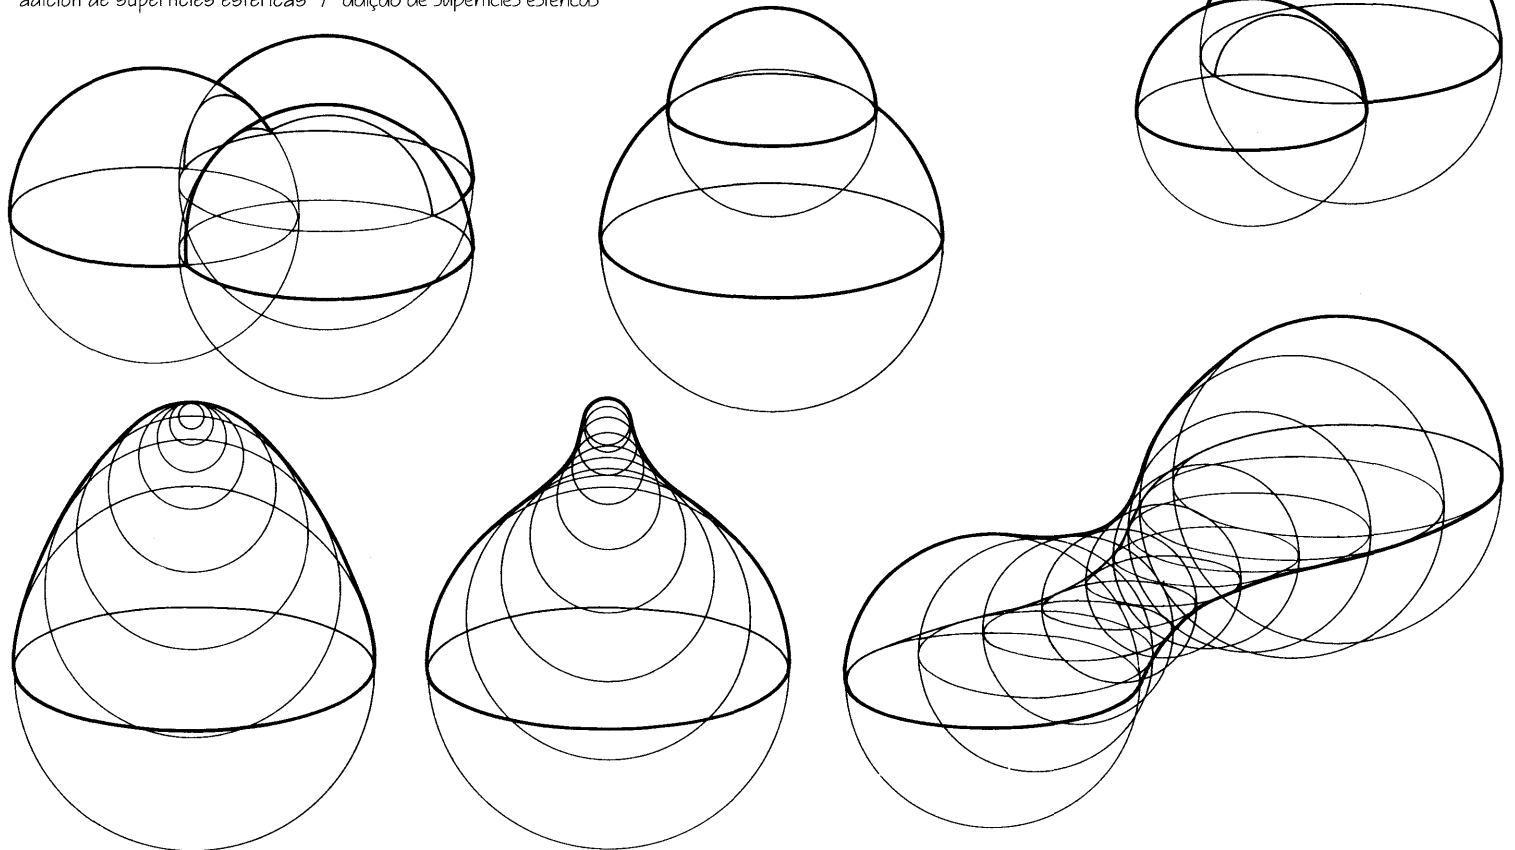 adición de superficies esféricas / adição de superfícies esféricas